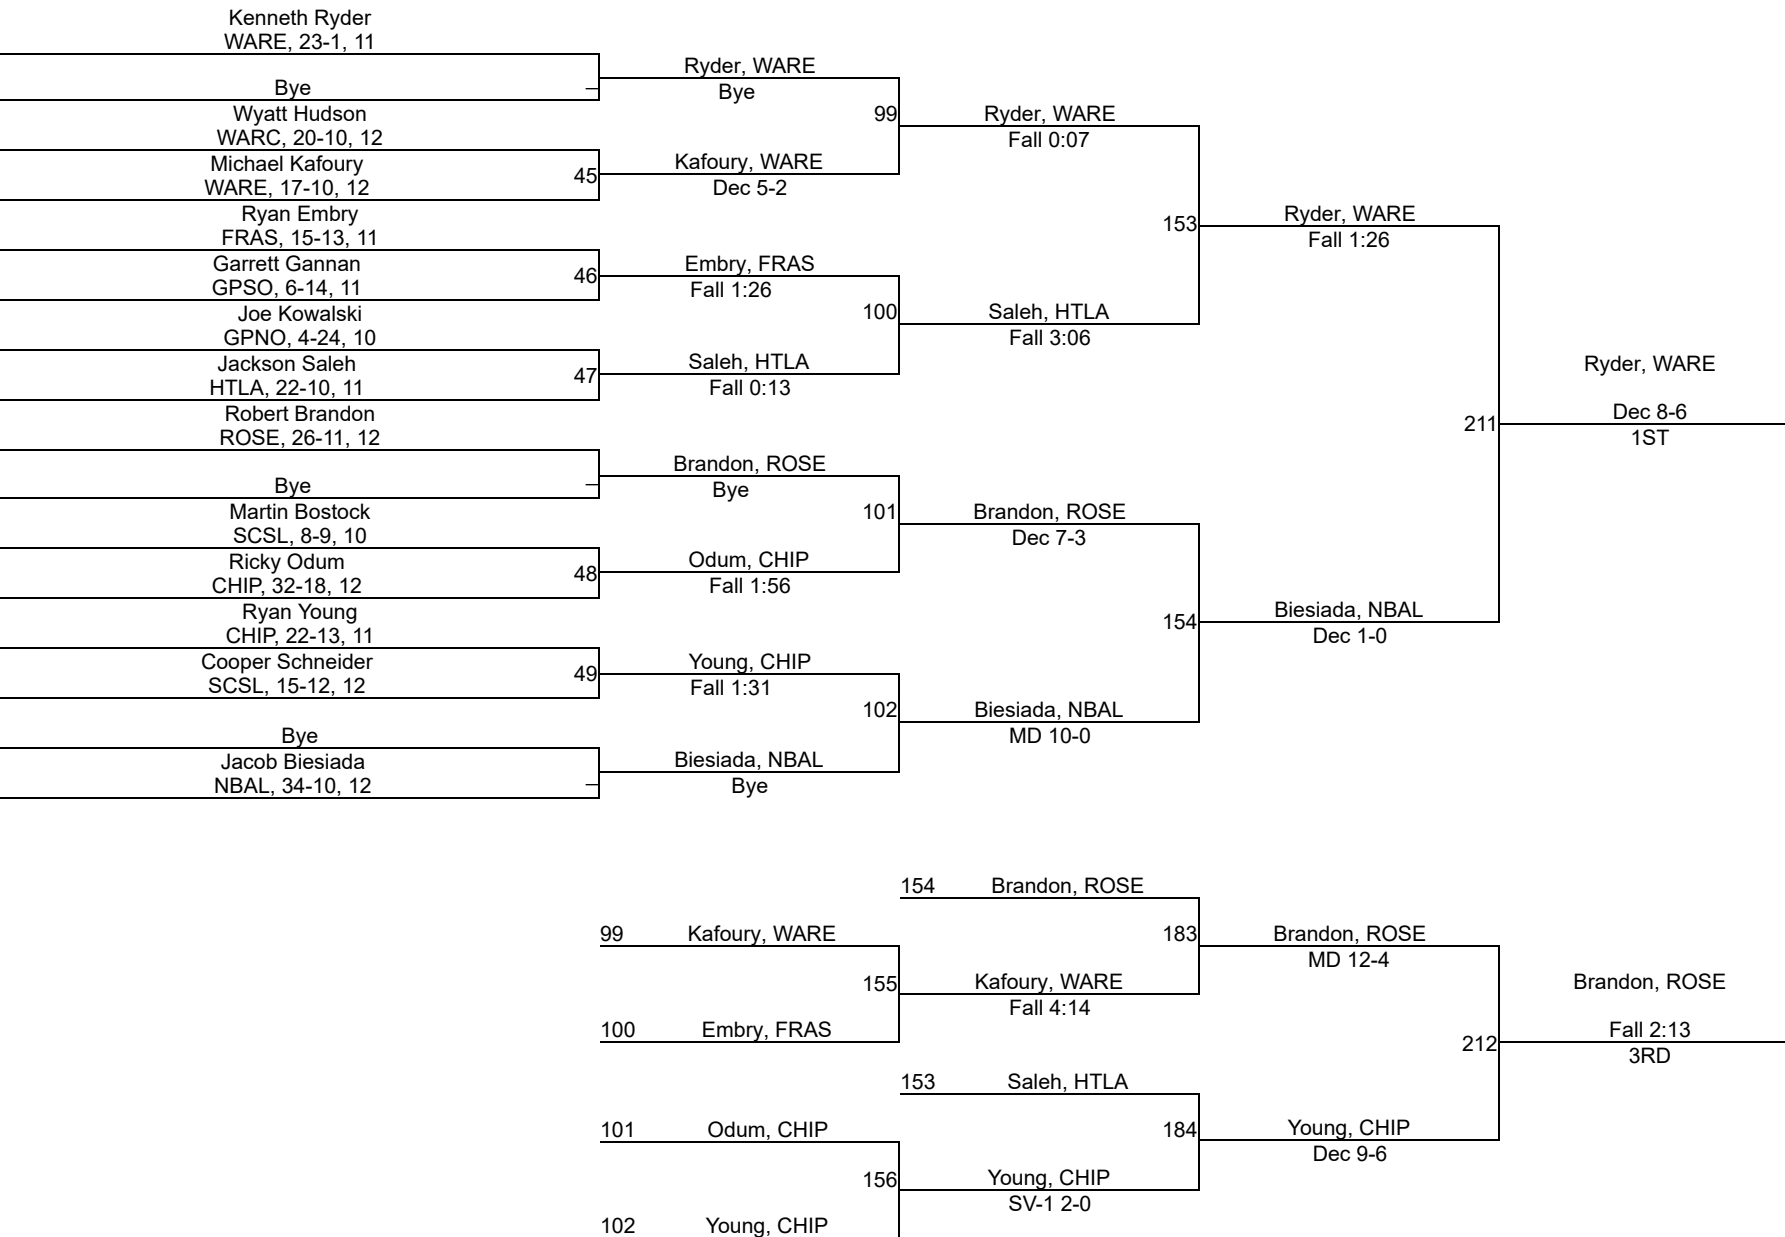 Kenneth Ryder
WARE, 23-1, 11
Bye
–
Wyatt Hudson
WARC, 20-10, 12
Michael Kafoury
WARE, 17-10, 12
45
Ryan Embry
FRAS, 15-13, 11
Garrett Gannan
GPSO, 6-14, 11
46
Joe Kowalski
GPNO, 4-24, 10
Jackson Saleh
HTLA, 22-10, 11
47
Robert Brandon
ROSE, 26-11, 12
Bye
–
Martin Bostock
SCSL, 8-9, 10
Ricky Odum
CHIP, 32-18, 12
48
Ryan Young
CHIP, 22-13, 11
Cooper Schneider
SCSL, 15-12, 12
49
Bye
Jacob Biesiada
NBAL, 34-10, 12
–
Ryder, WARE
Bye
99
Kafoury, WARE
Dec 5-2
Embry, FRAS
Fall 1:26
100
Saleh, HTLA
Fall 0:13
Brandon, ROSE
Bye
101
Odum, CHIP
Fall 1:56
Young, CHIP
Fall 1:31
102
Biesiada, NBAL
Bye
Ryder, WARE
Fall 0:07
153
Saleh, HTLA
Fall 3:06
Brandon, ROSE
Dec 7-3
154
Biesiada, NBAL
MD 10-0
Ryder, WARE
Fall 1:26
211
Biesiada, NBAL
Dec 1-0
Ryder, WARE
Dec 8-6
1ST
99 Kafoury, WARE
155
100 Embry, FRAS
101 Odum, CHIP
156
102 Young, CHIP
154 Brandon, ROSE
183
Kafoury, WARE
Fall 4:14
153 Saleh, HTLA
184
Young, CHIP
SV-1 2-0
Brandon, ROSE
MD 12-4
212
Young, CHIP
Dec 9-6
Brandon, ROSE
Fall 2:13
3RD